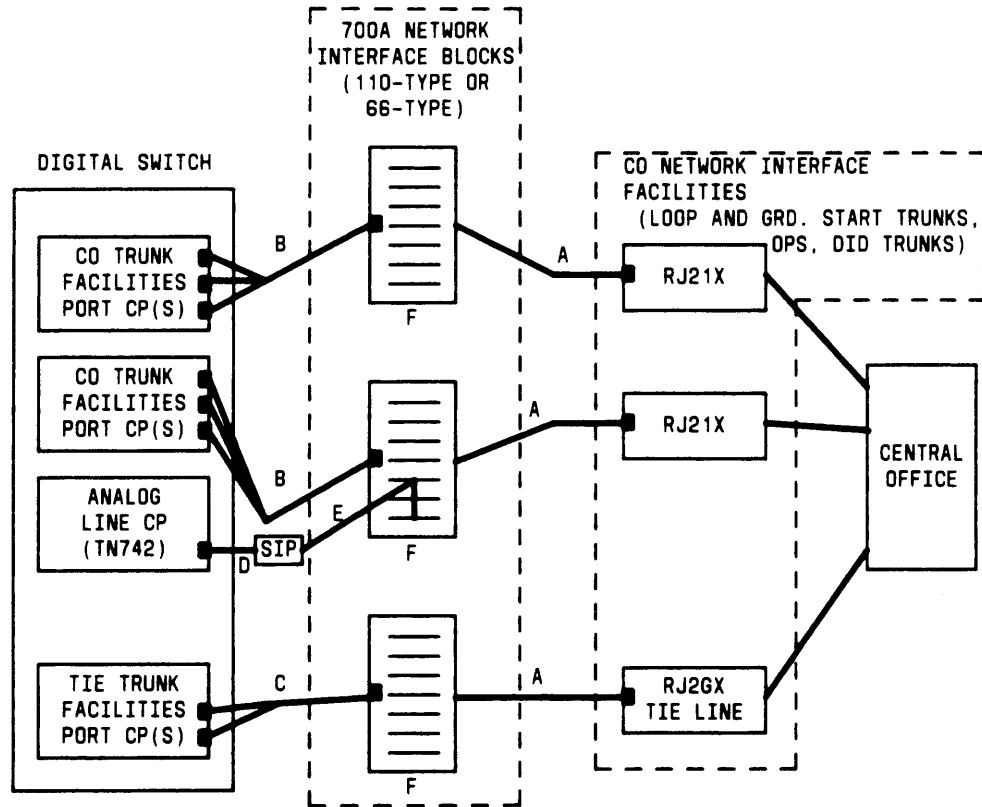 700A NETWORK
INTERFACE BLOCKS
(110-TYPE OR
66-TYPE)
DIGITAL SWITCH
CO NETWORK INTERFACE
FACILITIES
(LOOP AND GRD. START TRUNKS,
OPS, DID TRUNKS)
CO TRUNK
FACILITIES
PORT CP(S)
B
F
A
RJ21X
CO TRUNK
FACILITIES
PORT CP(S)
B
A
RJ21X
CENTRAL
OFFICE
ANALOG
LINE CP
(TN742)
D
SIP
E
F
TIE TRUNK
FACILITIES
PORT CP(S)
C
F
A
RJ2GX
TIE LINE